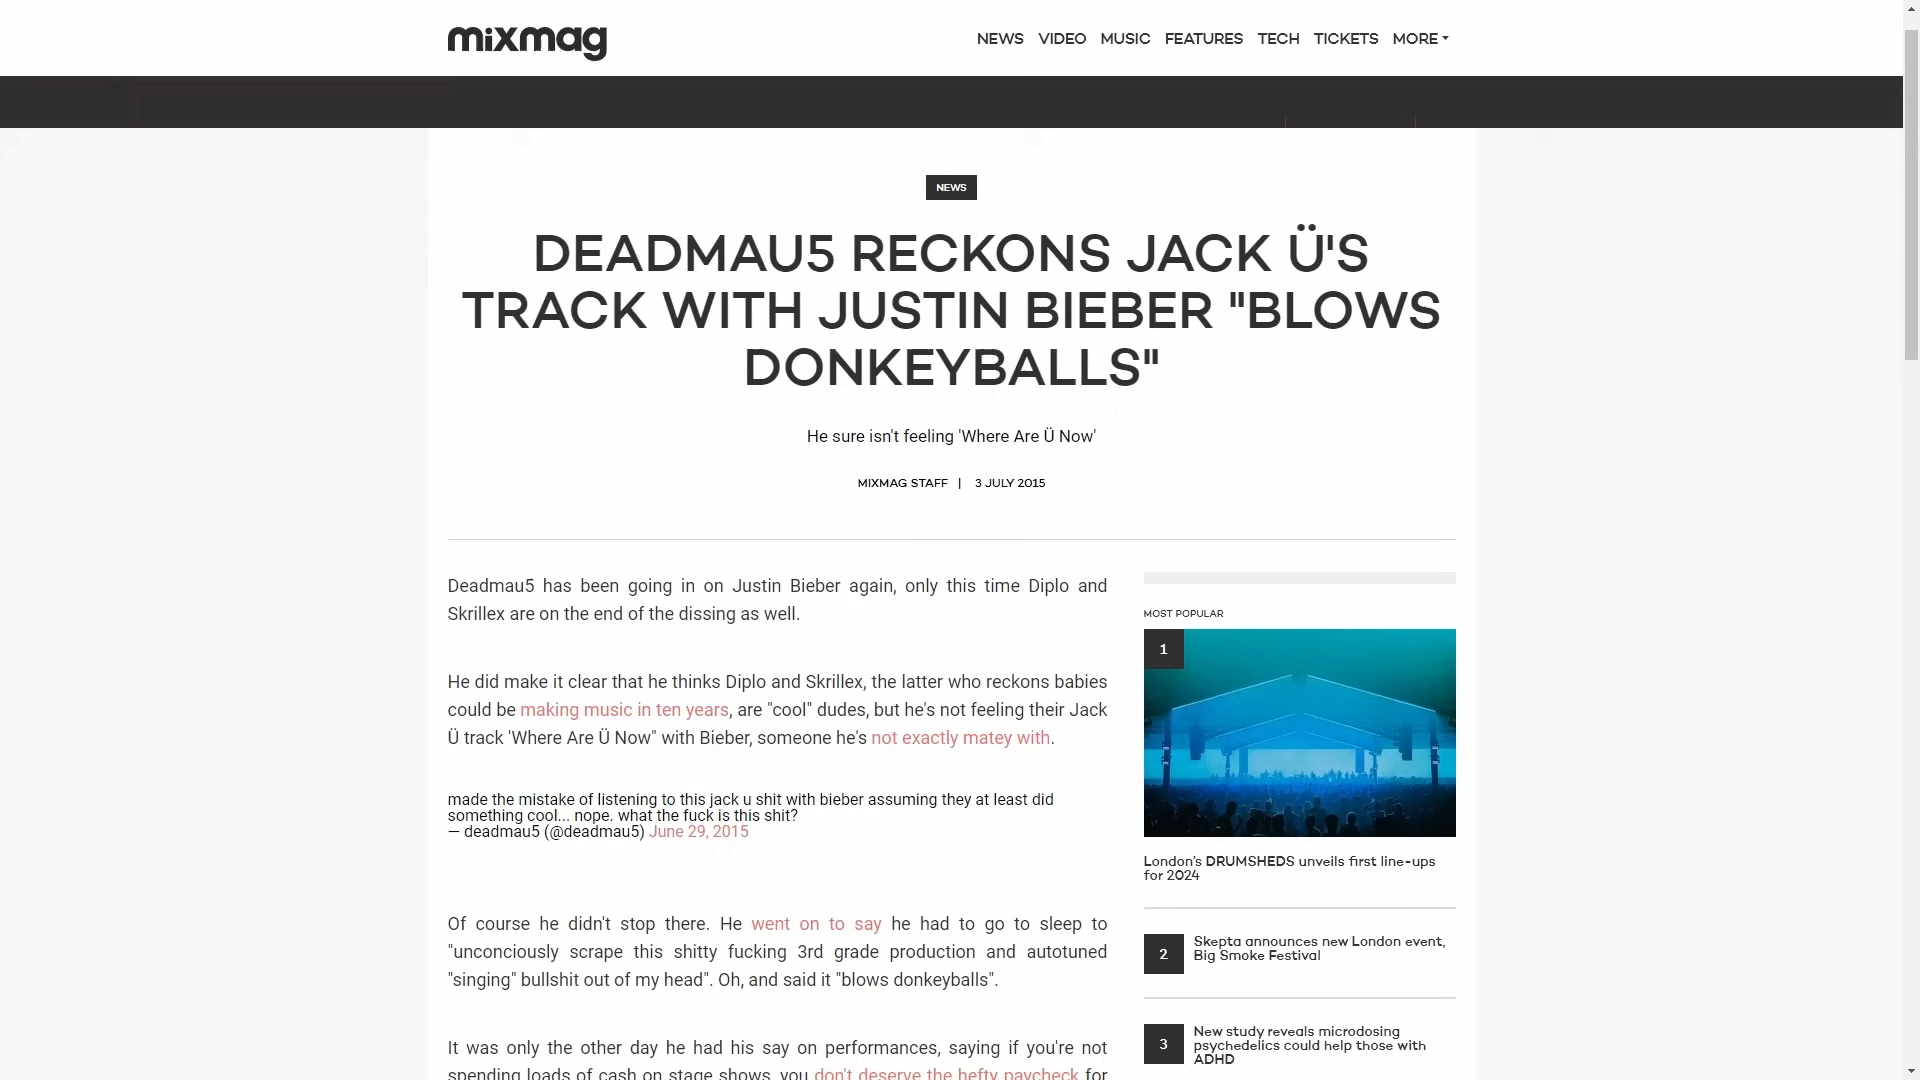 mixmag
NEWS VIDEO MUSIC FEATURES TECH TICKETS MORE
NEWS
DEADMAU5 RECKONS JACK Ü'S
TRACK WITH JUSTIN BIEBER "BLOWS
DONKEYBALLS"
He sure isn't feeling 'Where Are Ü Now'
MIXMAG STAFF | 3 JULY 2015
Deadmau5 has been going in on Justin Bieber again, only this time Diplo and
Skrillex are on the end of the dissing as well.
He did make it clear that he thinks Diplo and Skrillex, the latter who reckons babies
could be making music in ten years, are "cool" dudes, but he's not feeling their Jack
Ü track 'Where Are Ü Now" with Bieber, someone he's not exactly matey with.
made the mistake of listening to this jack u shit with bieber assuming they at least did
something cool... nope. what the fuck is this shit?
— deadmau5 (@deadmau5) June 29, 2015
Of course he didn't stop there. He went on to say he had to go to sleep to
"unconciously scrape this shitty fucking 3rd grade production and autotuned
"singing" bullshit out of my head". Oh, and said it "blows donkeyballs".
It was only the other day he had his say on performances, saying if you're not
spending loads of cash on stage shows, you don't deserve the hefty paycheck for
MOST POPULAR
1
London's DRUMSHEDS unveils first line-ups
for 2024
2
Skepta announces new London event,
Big Smoke Festival
3
New study reveals microdosing
psychedelics could help those with
ADHD